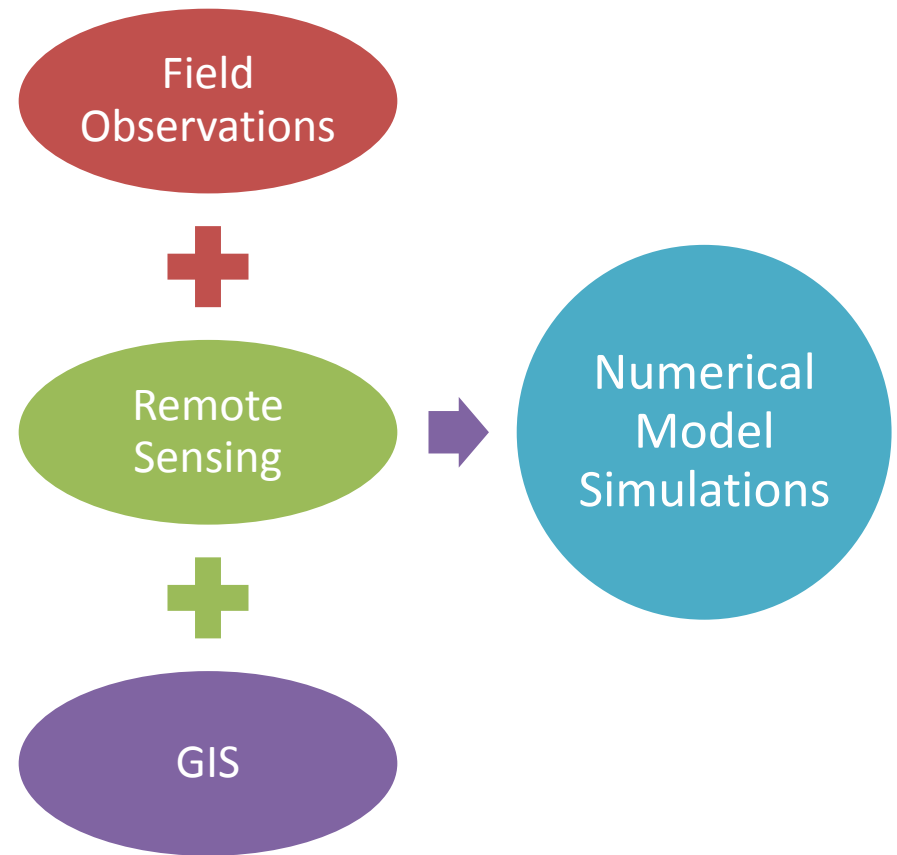 Field
Observations
Remote
Sensing
GIS
Numerical
Model
Simulations